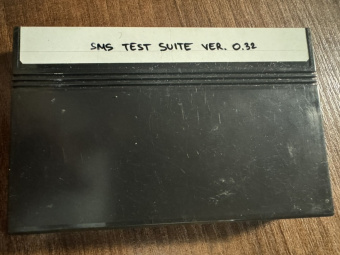 SMS TEST SUITE VER. 0.32